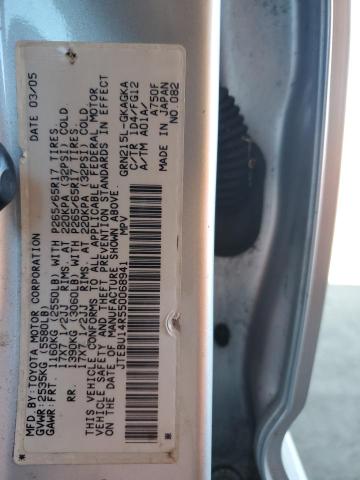 MFD.BY:TOYOTA MOTOR CORPORATION DATE 03/05
GVWR:2535KG (5580LB)
GAWR:FRT. 1160KG (2550LB) WITH P265/65R17 TIRES,
17X7 1/2JJ RIMS, AT 220KPA (32PSI) COLD
RR. 1390KG (3060LB) WITH P265/65R17 TIRES,
17X7 1/2JJ RIMS, AT 220KPA (32PSI) COLD.
THIS VEHICLE CONFORMS TO ALL APPLICABLE FEDERAL MOTOR
VEHICLE SAFETY AND THEFT PREVENTION STANDARDS IN EFFECT
ON THE DATE OF MANUFACTURE SHOWN ABOVE.
JTEBU14R550068941 MPV
GRN215L-GKAGKA
C/TR 1D4/FG12
A/TM A01A/ A750F
MADE IN JAPAN
NO 082